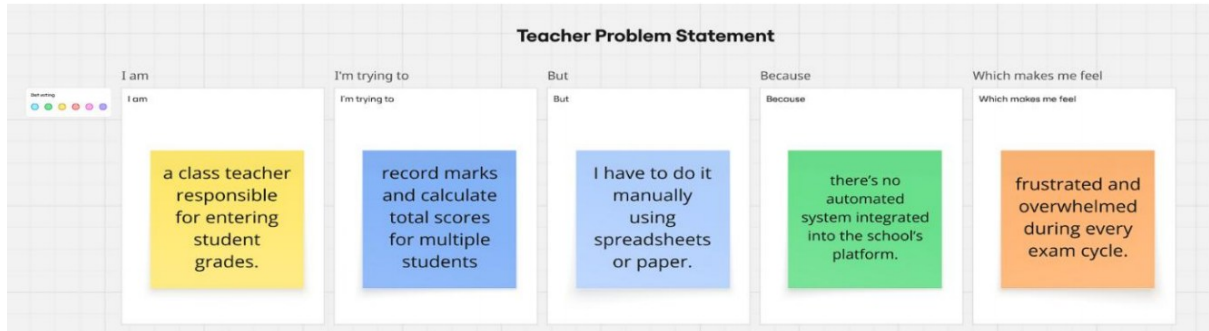 Teacher Problem Statement
I am
I'm trying to
But
Because
Which makes me feel
Dot voting
I am
I'm trying to
But
Because
Which makes me feel
a class teacher
responsible
for entering
student
grades.
record marks
and calculate
total scores
for multiple
students
I have to do it
manually
using
spreadsheets
or paper.
there's no
automated
system integrated
into the school's
platform.
frustrated and
overwhelmed
during every
exam cycle.